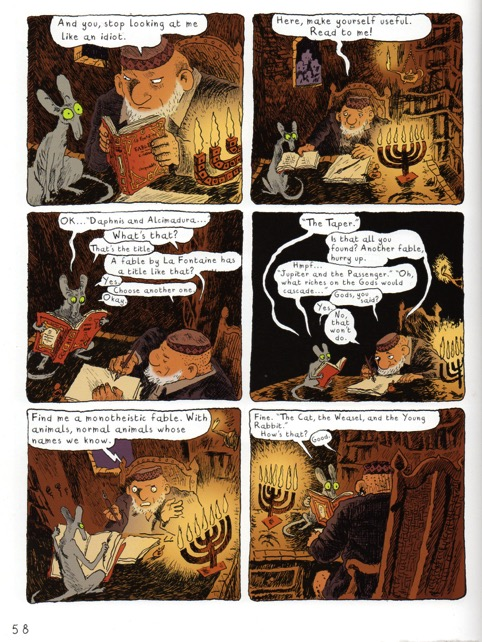 And you, stop looking at me
like an idiot.
Here, make yourself useful.
Read to me!
OK... "Daphnis and Alcimadura...
What's that?
That's the title
A fable by La Fontaine has
a title like that?
Yes.
Choose another one.
Okay.
"The Taper."
Is that all you
found? Another fable,
hurry up.
Hmpf...
"Jupiter and the Passenger." "Oh,
what riches on the Gods would
cascade..."
Gods, you
said?
Yes.
No,
that
won't
do.
Find me a monotheistic fable. With
animals, normal animals whose
names we know.
Fine. "The Cat, the Weasel, and the Young
Rabbit."
How's that?
Good.
58